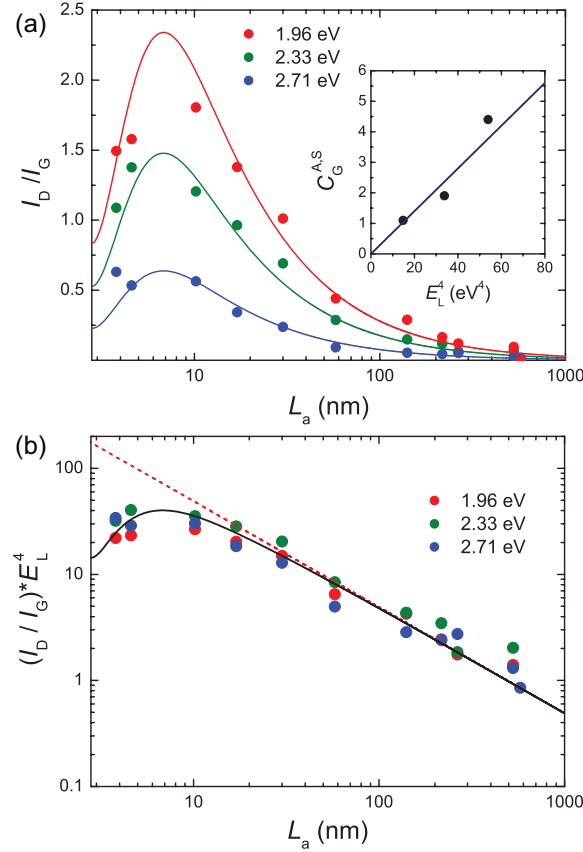 (a)
2.5
2.0
1.5
1.0
0.5
I_D / I_G
1.96 eV
2.33 eV
2.71 eV
6
5
4
3
2
1
0
C_G^{A,S}
0 20 40 60 80
E_L^4 (eV^4)
10 100 1000
L_a (nm)
(b)
100
10
1
0.1
(I_D / I_G)*E_L^4
1.96 eV
2.33 eV
2.71 eV
10 100 1000
L_a (nm)